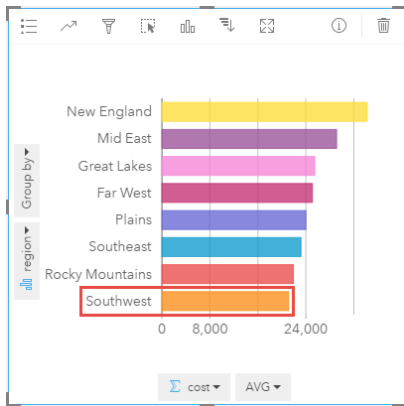 New England
Mid East
Great Lakes
Far West
Plains
Southeast
Rocky Mountains
Southwest
Group by
region
0 8,000 24,000
cost AVG